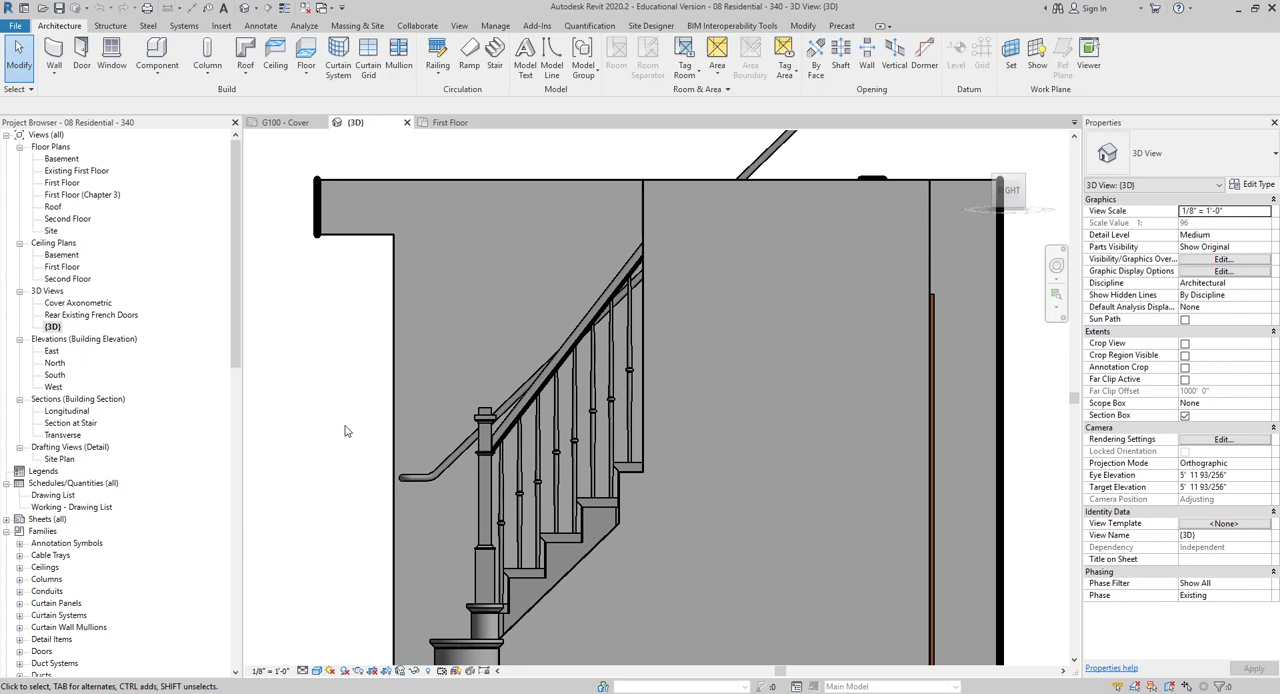 Autodesk Revit 2020.2 - Educational Version - 08 Residential - 340 - 3D View: {3D}
Sign In
File Architecture Structure Steel Systems Insert Annotate Analyze Massing & Site Collaborate View Manage Add-Ins Quantification Site Designer BIM Interoperability Tools Modify Precast
Modify Wall Door Window Component Column Roof Ceiling Floor Curtain System Curtain Grid Mullion Railing Ramp Stair Model Text Model Line Model Group Room Room Separator Tag Room Area Area Boundary Tag Area By Face Shaft Wall Vertical Dormer Level Grid Set Show Ref Plane Viewer
Select Build Circulation Model Room & Area Opening Datum Work Plane
Project Browser - 08 Residential - 340
Views (all)
Floor Plans
Basement
Existing First Floor
First Floor
First Floor (Chapter 3)
Roof
Second Floor
Site
Ceiling Plans
Basement
First Floor
Second Floor
3D Views
Cover Axonometric
Rear Existing French Doors
{3D}
Elevations (Building Elevation)
East
North
South
West
Sections (Building Section)
Longitudinal
Section at Stair
Transverse
Drafting Views (Detail)
Site Plan
Legends
Schedules/Quantities (all)
Drawing List
Working - Drawing List
Sheets (all)
Families
Annotation Symbols
Cable Trays
Ceilings
Columns
Conduits
Curtain Panels
Curtain Systems
Curtain Wall Mullions
Detail Items
Doors
Duct Systems
Ducts
G100 - Cover {3D} First Floor
RIGHT
Properties
3D View
3D View: {3D} Edit Type
Graphics
View Scale 1/8" = 1'-0"
Scale Value 1: 96
Detail Level Medium
Parts Visibility Show Original
Visibility/Graphics Over... Edit...
Graphic Display Options Edit...
Discipline Architectural
Show Hidden Lines By Discipline
Default Analysis Displa... None
Sun Path
Extents
Crop View
Crop Region Visible
Annotation Crop
Far Clip Active
Far Clip Offset 1000' 0"
Scope Box None
Section Box
Camera
Rendering Settings Edit...
Locked Orientation
Projection Mode Orthographic
Eye Elevation 5' 11 93/256"
Target Elevation 5' 11 93/256"
Camera Position Adjusting
Identity Data
View Template <None>
View Name {3D}
Dependency Independent
Title on Sheet
Phasing
Phase Filter Show All
Phase Existing
Properties help Apply
1/8" = 1'-0"
Click to select, TAB for alternates, CTRL adds, SHIFT unselects. :0 Main Model :0